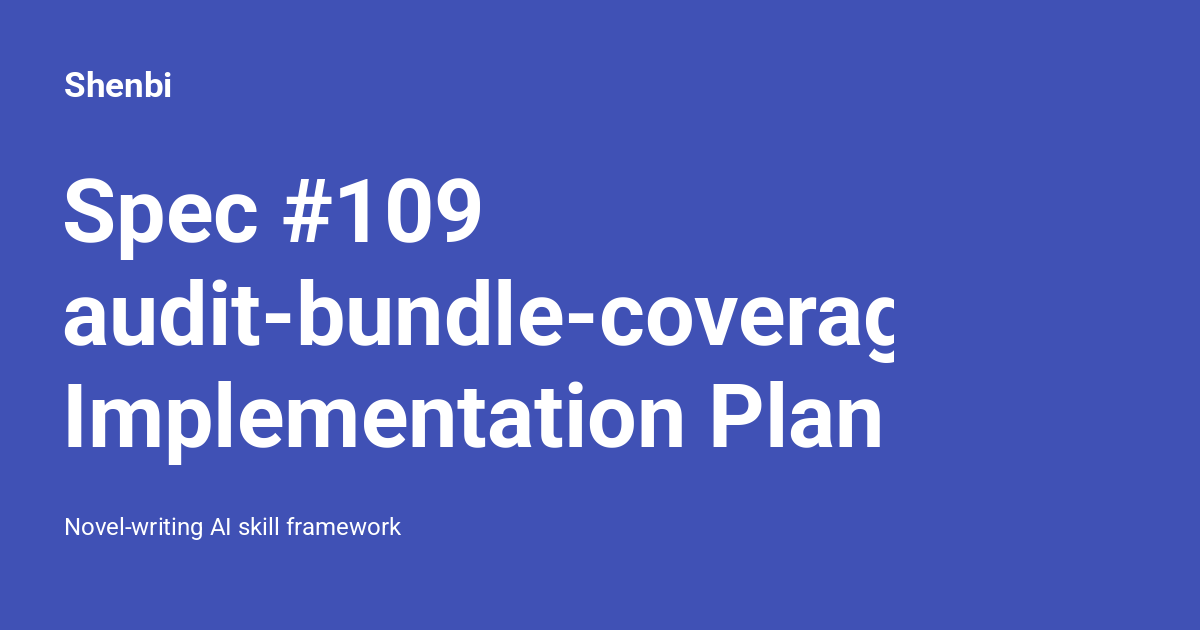 Shenbi
Spec #109
audit-bundle-coverag
Implementation Plan
Novel-writing AI skill framework